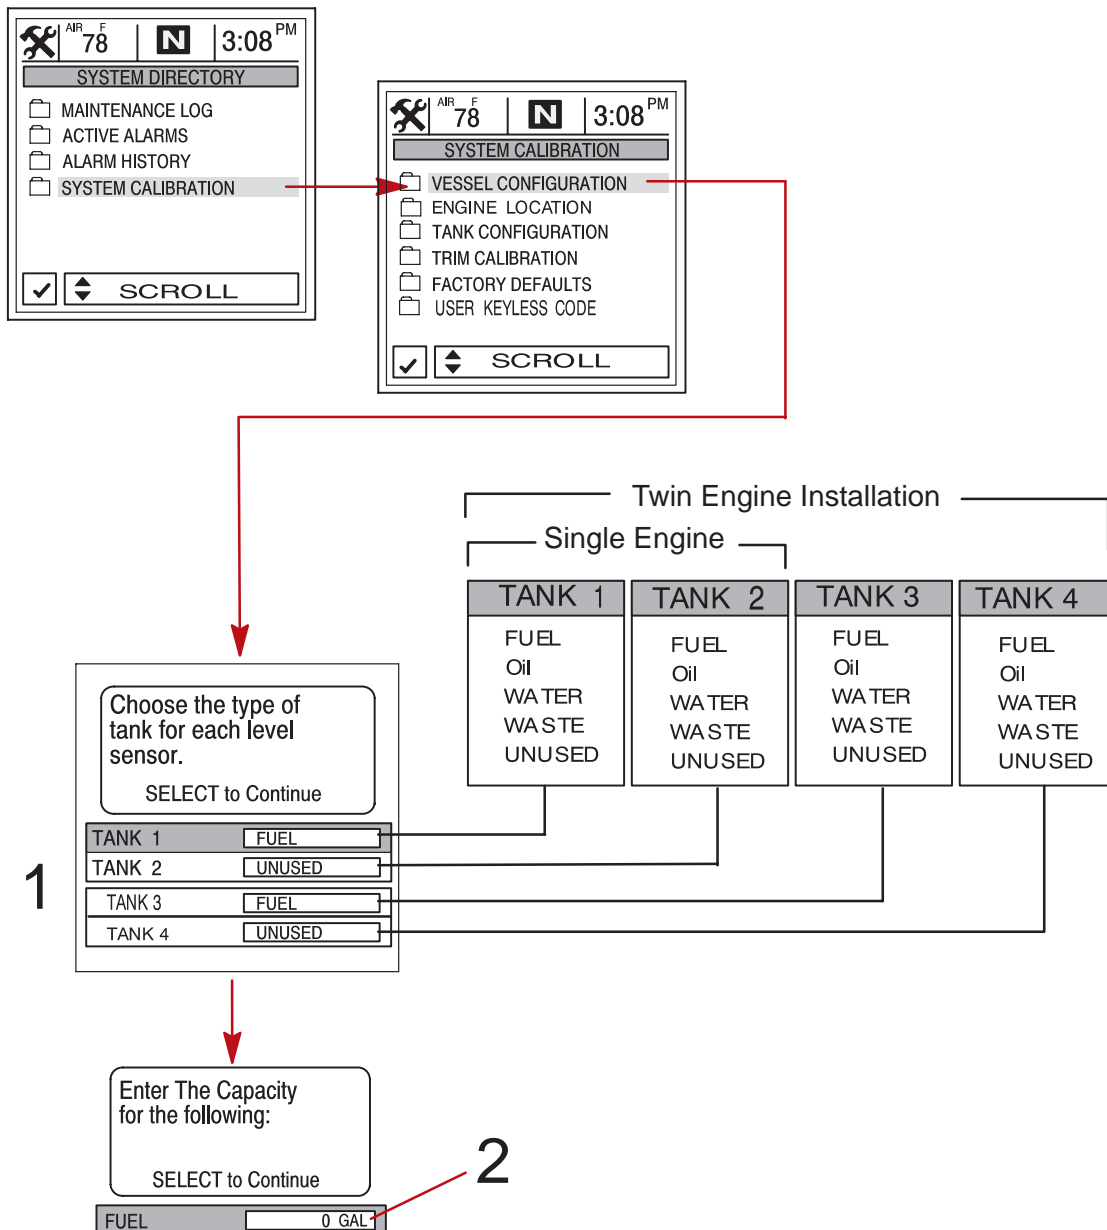 AIR F 78 N 3:08 PM
SYSTEM DIRECTORY
MAINTENANCE LOG
ACTIVE ALARMS
ALARM HISTORY
SYSTEM CALIBRATION
SCROLL
AIR F 78 N 3:08 PM
SYSTEM CALIBRATION
VESSEL CONFIGURATION
ENGINE LOCATION
TANK CONFIGURATION
TRIM CALIBRATION
FACTORY DEFAULTS
USER KEYLESS CODE
SCROLL
Twin Engine Installation
Single Engine
TANK 1
FUEL
Oil
WATER
WASTE
UNUSED
TANK 2
FUEL
Oil
WATER
WASTE
UNUSED
TANK 3
FUEL
Oil
WATER
WASTE
UNUSED
TANK 4
FUEL
Oil
WATER
WASTE
UNUSED
Choose the type of
tank for each level
sensor.
SELECT to Continue
1
TANK 1 FUEL
TANK 2 UNUSED
TANK 3 FUEL
TANK 4 UNUSED
Enter The Capacity
for the following:
SELECT to Continue
2
FUEL 0 GAL